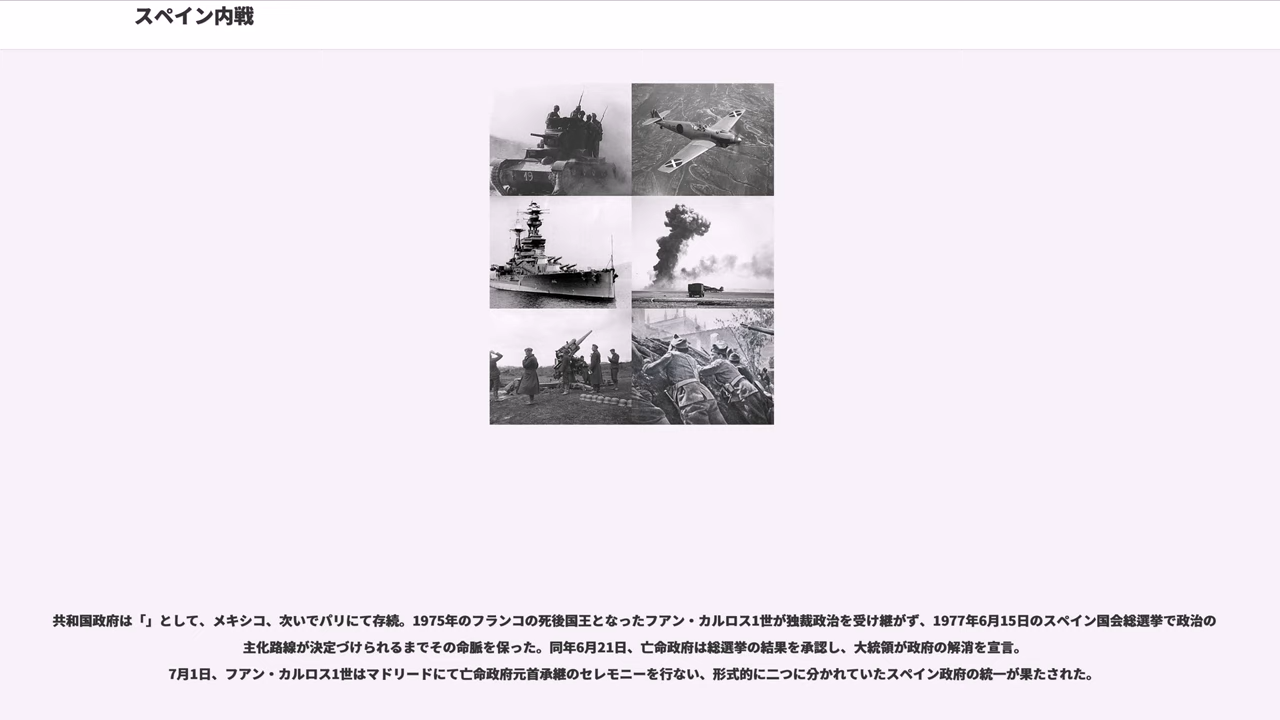 スペイン内戦
19
共和国政府は「」として、メキシコ、次いでパリにて存続。1975年のフランコの死後国王となったフアン・カルロス1世が独裁政治を受け継がず、1977年6月15日のスペイン国会総選挙で政治の
主化路線が決定づけられるまでその命脈を保った。同年6月21日、亡命政府は総選挙の結果を承認し、大統領が政府の解消を宣言。
7月1日、フアン・カルロス1世はマドリードにて亡命政府元首承継のセレモニーを行ない、形式的に二つに分かれていたスペイン政府の統一が果たされた。